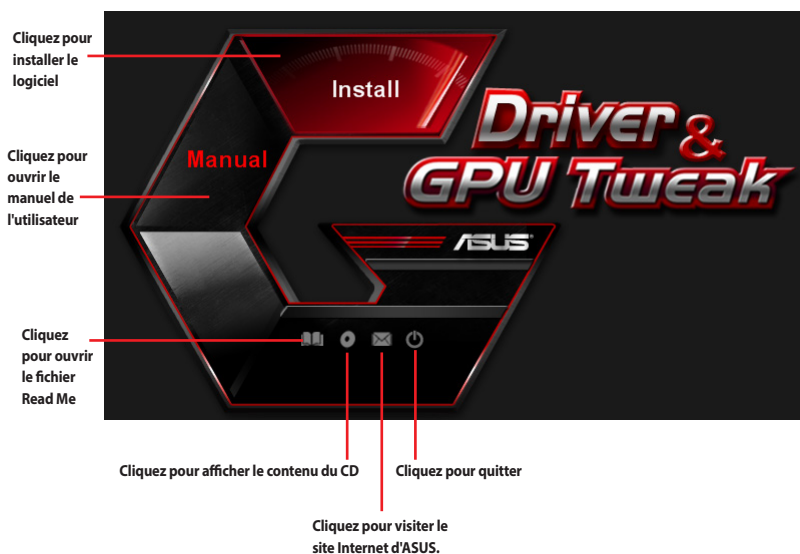 Cliquez pour
installer le
logiciel
Install
Driver &
GPU Tweak
Manual
Cliquez pour
ouvrir le
manuel de
l'utilisateur
ASUS
Cliquez
pour ouvrir
le fichier
Read Me
Cliquez pour afficher le contenu du CD
Cliquez pour quitter
Cliquez pour visiter le
site Internet d'ASUS.